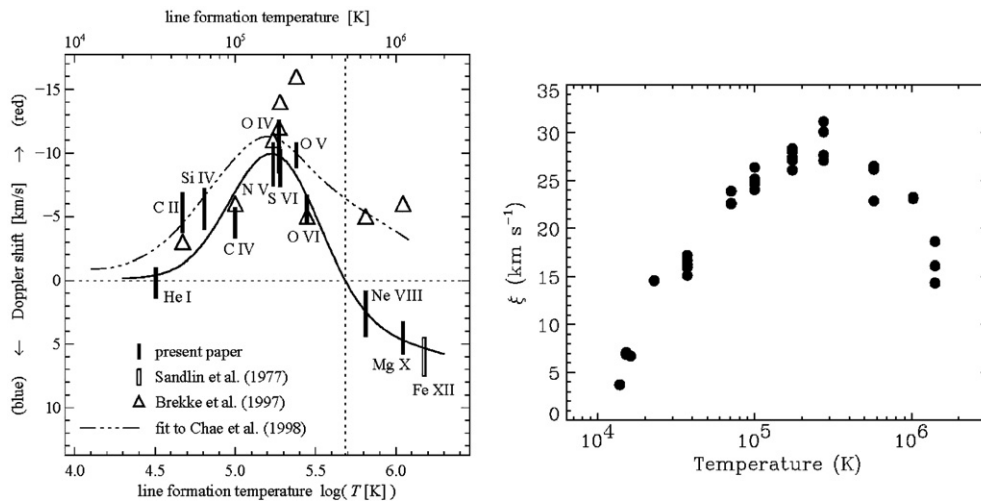 line formation temperature [K]
10^4
10^5
10^6
(blue) ← Doppler shift [km/s] → (red)
-15
-10
-5
0
5
10
O IV
O V
Si IV
N V
S VI
C II
C IV
O VI
He I
Ne VIII
Mg X
Fe XII
present paper
Sandlin et al. (1977)
Brekke et al. (1997)
fit to Chae et al. (1998)
4.0 4.5 5.0 5.5 6.0
line formation temperature log(T[K])
ξ (km s^-1)
35
30
25
20
15
10
5
0
10^4 10^5 10^6
Temperature (K)